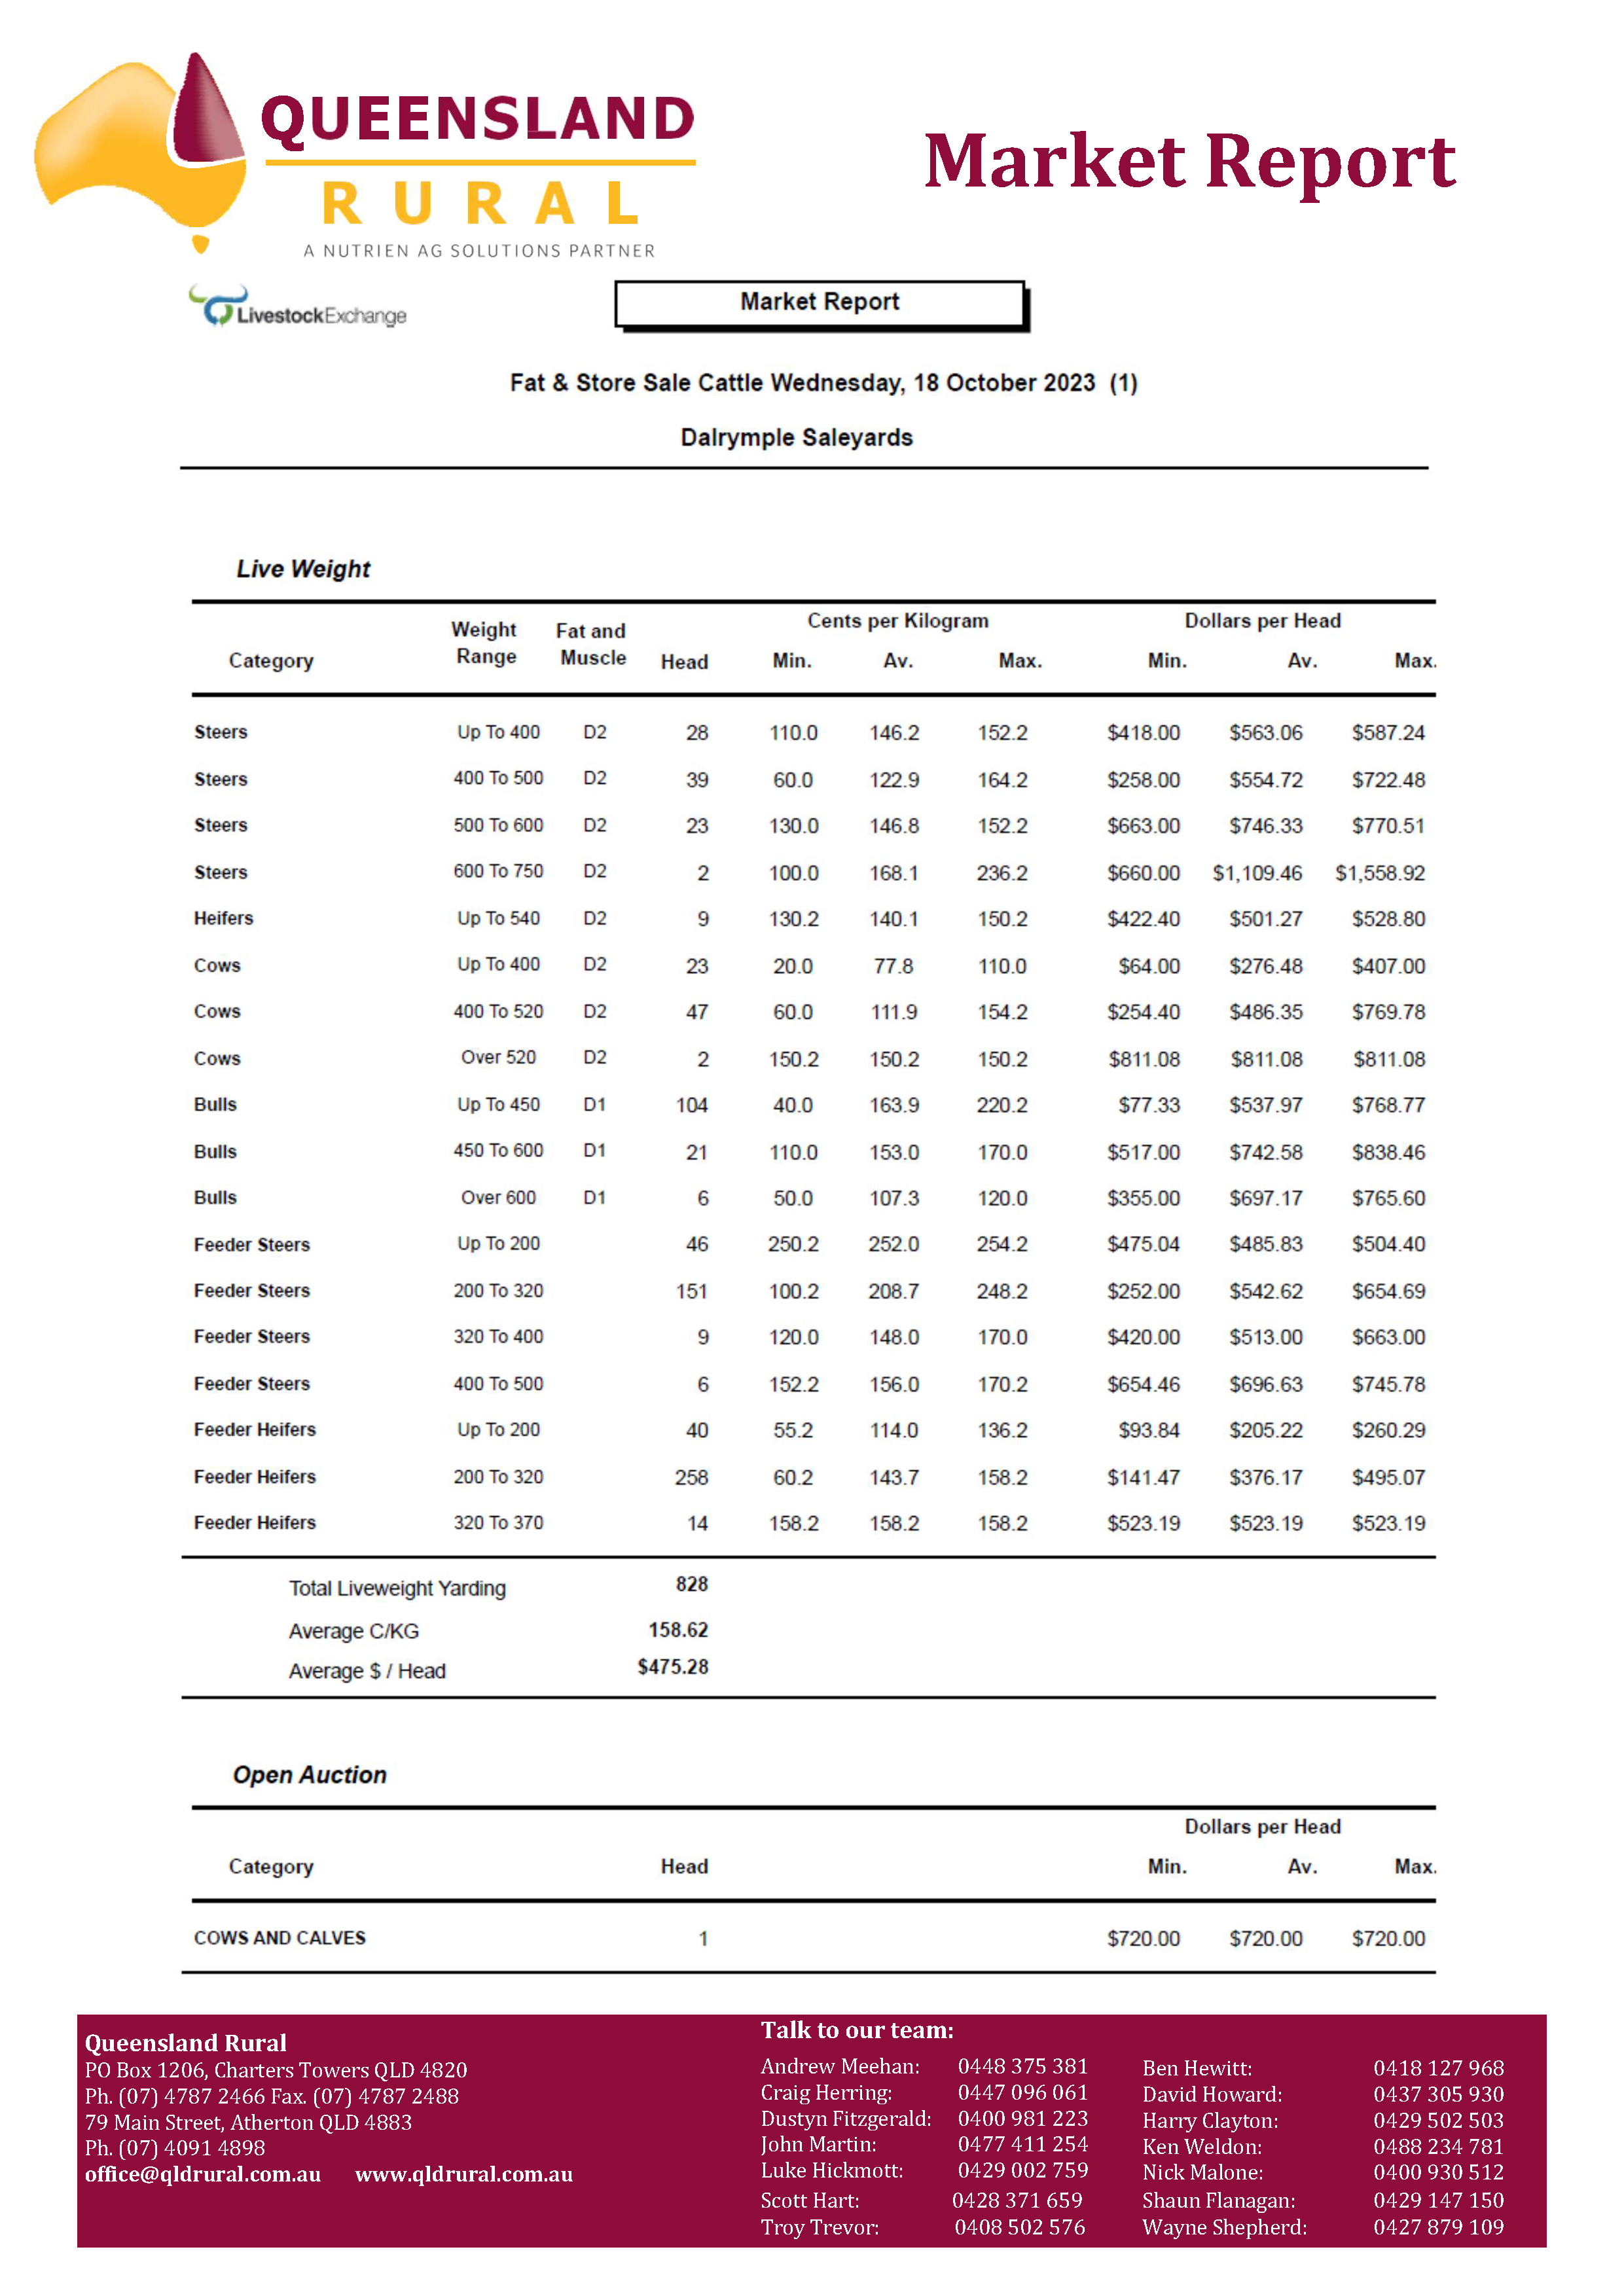 QUEENSLAND
RURAL
A NUTRIEN AG SOLUTIONS PARTNER
Market Report
LivestockExchange
Market Report
Fat & Store Sale Cattle Wednesday, 18 October 2023 (1)
Dalrymple Saleyards
Live Weight
Cents per Kilogram Dollars per Head
Category Weight Range Fat and Muscle Head Min. Av. Max. Min. Av. Max.
Steers Up To 400 D2 28 110.0 146.2 152.2 $418.00 $563.06 $587.24
Steers 400 To 500 D2 39 60.0 122.9 164.2 $258.00 $554.72 $722.48
Steers 500 To 600 D2 23 130.0 146.8 152.2 $663.00 $746.33 $770.51
Steers 600 To 750 D2 2 100.0 168.1 236.2 $660.00 $1,109.46 $1,558.92
Heifers Up To 540 D2 9 130.2 140.1 150.2 $422.40 $501.27 $528.80
Cows Up To 400 D2 23 20.0 77.8 110.0 $64.00 $276.48 $407.00
Cows 400 To 520 D2 47 60.0 111.9 154.2 $254.40 $486.35 $769.78
Cows Over 520 D2 2 150.2 150.2 150.2 $811.08 $811.08 $811.08
Bulls Up To 450 D1 104 40.0 163.9 220.2 $77.33 $537.97 $768.77
Bulls 450 To 600 D1 21 110.0 153.0 170.0 $517.00 $742.58 $838.46
Bulls Over 600 D1 6 50.0 107.3 120.0 $355.00 $697.17 $765.60
Feeder Steers Up To 200 46 250.2 252.0 254.2 $475.04 $485.83 $504.40
Feeder Steers 200 To 320 151 100.2 208.7 248.2 $252.00 $542.62 $654.69
Feeder Steers 320 To 400 9 120.0 148.0 170.0 $420.00 $513.00 $663.00
Feeder Steers 400 To 500 6 152.2 156.0 170.2 $654.46 $696.63 $745.78
Feeder Heifers Up To 200 40 55.2 114.0 136.2 $93.84 $205.22 $260.29
Feeder Heifers 200 To 320 258 60.2 143.7 158.2 $141.47 $376.17 $495.07
Feeder Heifers 320 To 370 14 158.2 158.2 158.2 $523.19 $523.19 $523.19
Total Liveweight Yarding 828
Average C/KG 158.62
Average $ / Head $475.28
Open Auction
Dollars per Head
Category Head Min. Av. Max.
COWS AND CALVES 1 $720.00 $720.00 $720.00
Queensland Rural
PO Box 1206, Charters Towers QLD 4820
Ph. (07) 4787 2466 Fax. (07) 4787 2488
79 Main Street, Atherton QLD 4883
Ph. (07) 4091 4898
office@qldrural.com.au www.qldrural.com.au
Talk to our team:
Andrew Meehan: 0448 375 381
Craig Herring: 0447 096 061
Dustyn Fitzgerald: 0400 981 223
John Martin: 0477 411 254
Luke Hickmott: 0429 002 759
Scott Hart: 0428 371 659
Troy Trevor: 0408 502 576
Ben Hewitt: 0418 127 968
David Howard: 0437 305 930
Harry Clayton: 0429 502 503
Ken Weldon: 0488 234 781
Nick Malone: 0400 930 512
Shaun Flanagan: 0429 147 150
Wayne Shepherd: 0427 879 109